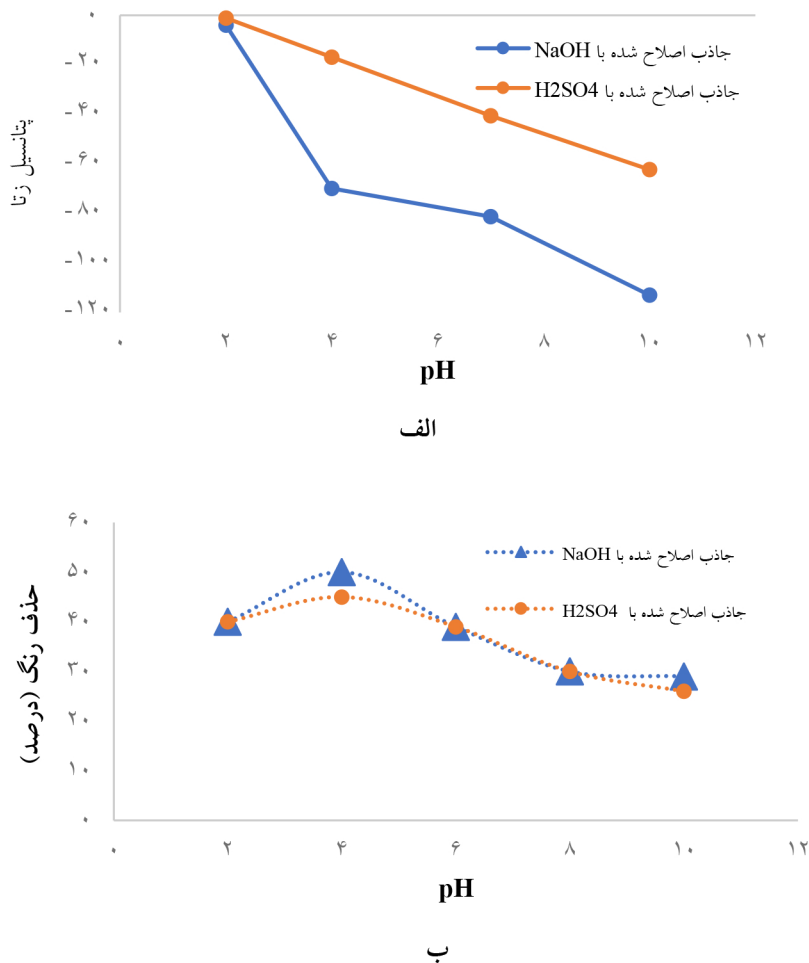 ۰
-۲۰
-۴۰
-۶۰
-۸۰
-۱۰۰
-۱۲۰
پتانسیل زتا
جاذب اصلاح شده با NaOH
جاذب اصلاح شده با H2SO4
۰ ۲ ۴ ۶ ۸ ۱۰ ۱۲
pH
الف
۶۰
۵۰
۴۰
۳۰
۲۰
۱۰
۰
حذف رنگ (درصد)
جاذب اصلاح شده با NaOH
جاذب اصلاح شده با H2SO4
۰ ۲ ۴ ۶ ۸ ۱۰ ۱۲
pH
ب